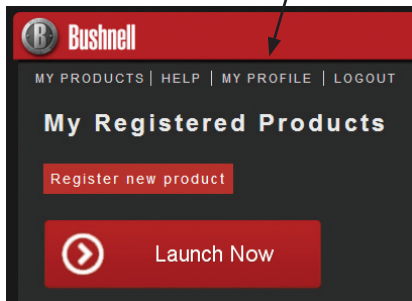 B Bushnell
MY PRODUCTS| HELP | MY PROFILE | LOGOUT
My Registered Products
Register new product
Launch Now